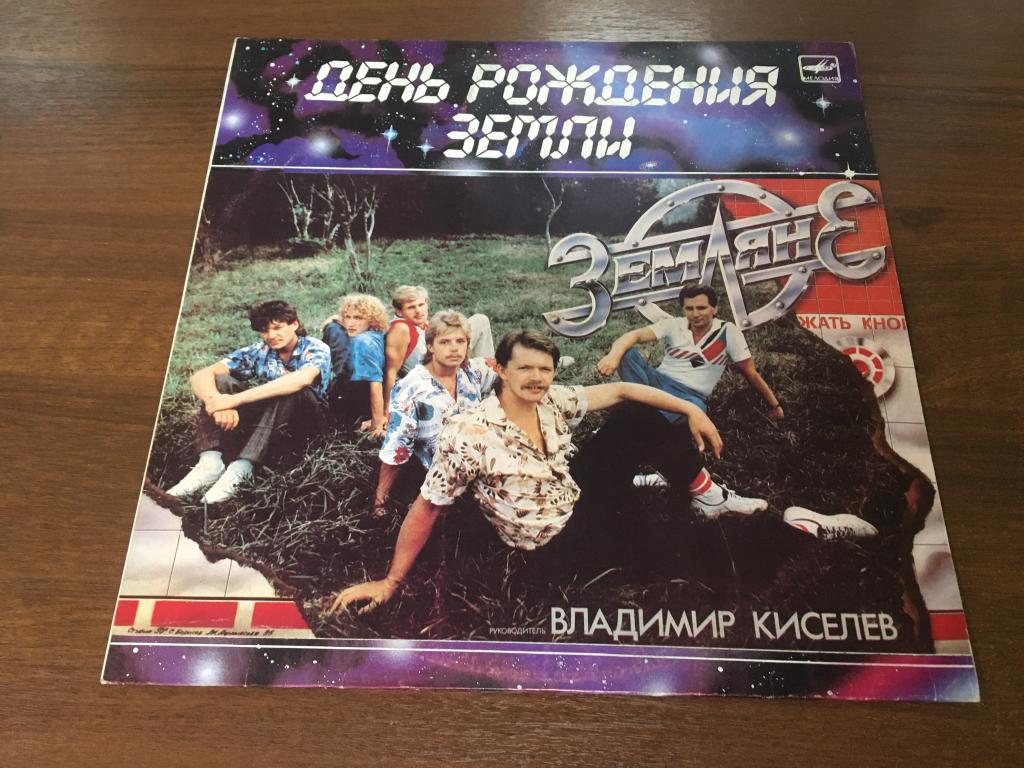 ДЕНЬ РОЖДЕНИЯ
МЕЛОДИЯ
ЗЕМЛИ
ЗЕМЛЯНЕ
ЖАТЬ КНО
РУКОВОДИТЕЛЬ ВЛАДИМИР КИСЕЛЕВ